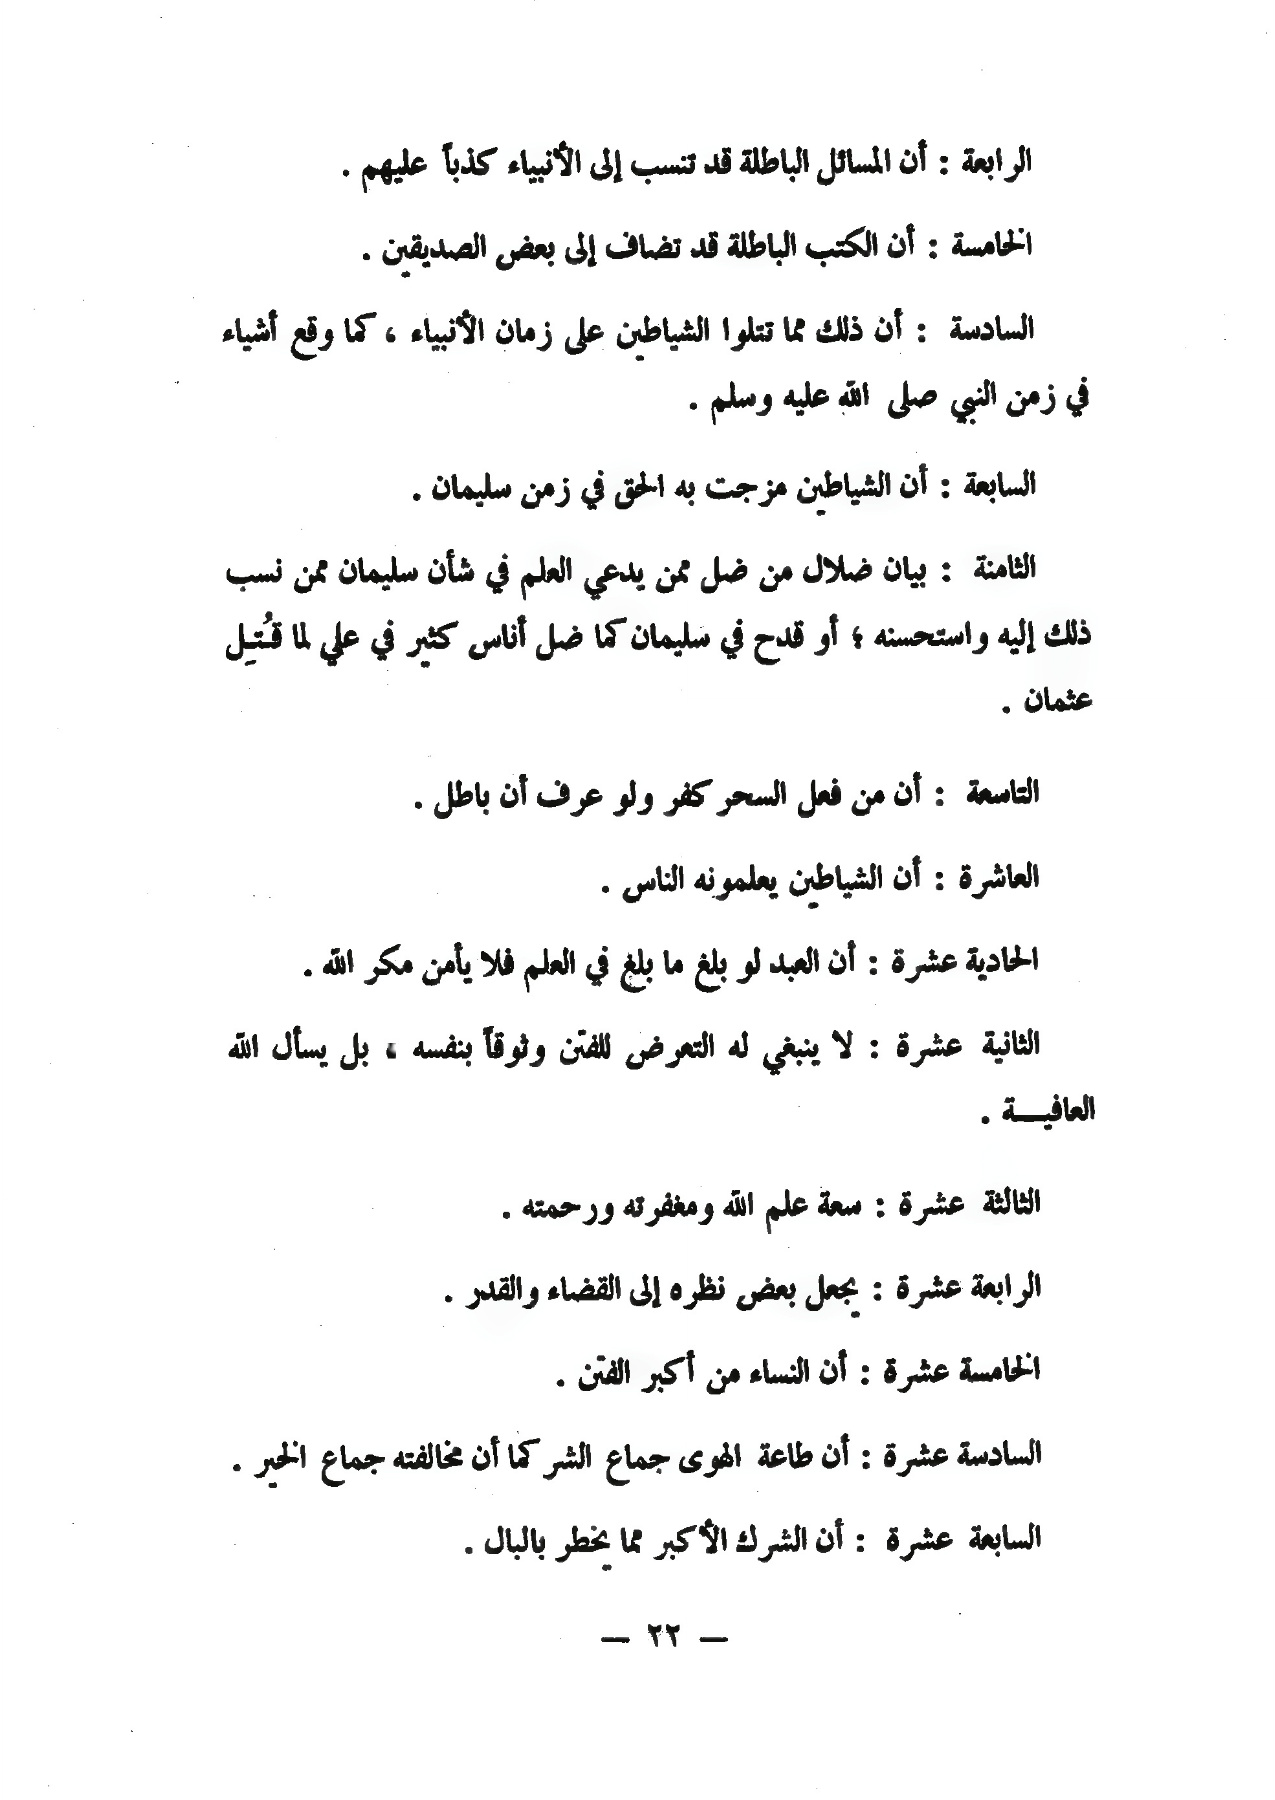 الرابعة : أن المسائل الباطلة قد تنسب إلى الأنبياء كذباً عليهم .
الخامسة : أن الكتب الباطلة قد تضاف إلى بعض الصديقين .
السادسة : أن ذلك مما تتلوا الشياطين على زمان الأنبياء ، كما وقع أشياء
في زمن النبي صلى الله عليه وسلم .
السابعة : أن الشياطين مزجت به الحق في زمن سليمان .
الثامنة : بيان ضلال من ضل ممن يدعي العلم في شأن سليمان ممن نسب
ذلك إليه واستحسنه ؛ أو قدح في سليمان كما ضل أناس كثير في علي لما قُتِل
عثمان .
التاسعة : أن من فعل السحر كفر ولو عرف أن باطل .
العاشرة : أن الشياطين يعلمونه الناس .
الحادية عشرة : أن العبد لو بلغ ما بلغ في العلم فلا يأمن مكر الله .
الثانية عشرة : لا ينبغي له التعرض للفتن وثوقاً بنفسه ، بل يسأل الله
العافيــة .
الثالثة عشرة : سعة علم الله ومغفرته ورحمته .
الرابعة عشرة : يجعل بعض نظره إلى القضاء والقدر .
الخامسة عشرة : أن النساء من أكبر الفتن .
السادسة عشرة : أن طاعة الهوى جماع الشر كما أن مخالفته جماع الخير .
السابعة عشرة : أن الشرك الأكبر مما يخطر بالبال .
— ٢٢ —